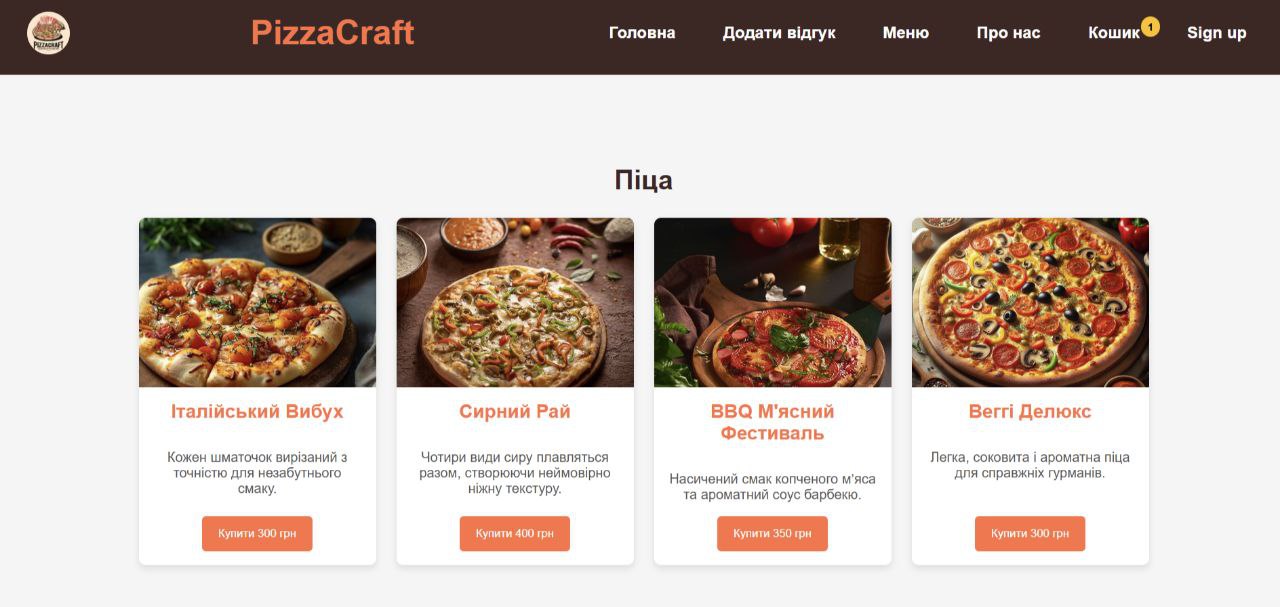 PIZZACRAFT
PizzaCraft
Головна
Додати відгук
Меню
Про нас
Кошик
1
Sign up
Піца
Італійський Вибух
Кожен шматочок вирізаний з
точністю для незабутнього
смаку.
Купити 300 грн
Сирний Рай
Чотири види сиру плавляться
разом, створюючи неймовірно
ніжну текстуру.
Купити 400 грн
BBQ М'ясний
Фестиваль
Насичений смак копченого м'яса
та ароматний соус барбекю.
Купити 350 грн
Веггі Делюкс
Легка, соковита і ароматна піца
для справжніх гурманів.
Купити 300 грн